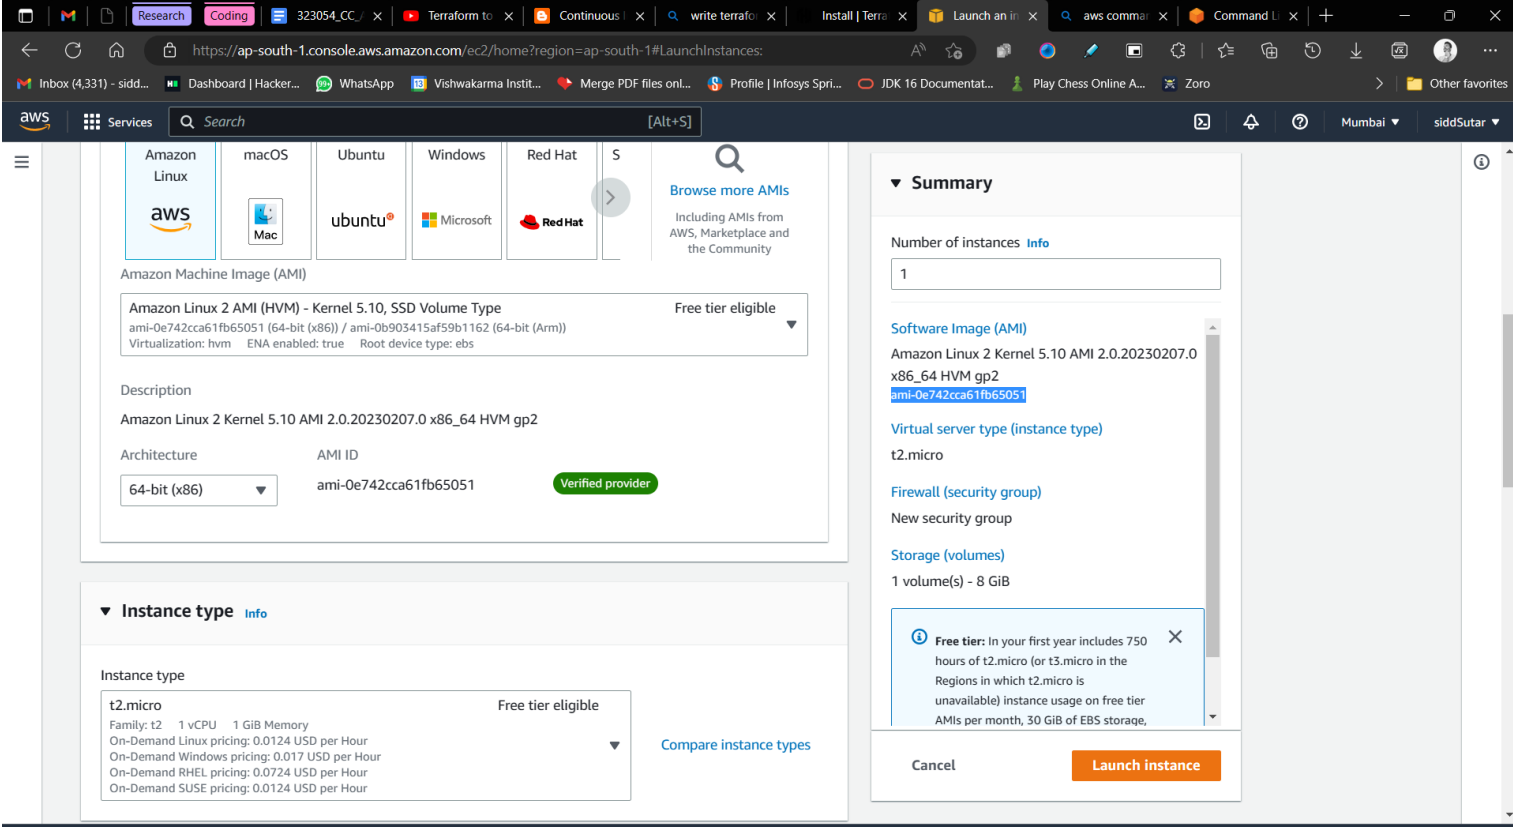 Research
Coding
323054_CC_
Terraform to
Continuous
write terrafo
Install | Terra
Launch an in
aws comman
Command Li
https://ap-south-1.console.aws.amazon.com/ec2/home?region=ap-south-1#LaunchInstances:
Inbox (4,331) - sidd...
Dashboard | Hacker...
WhatsApp
Vishwakarma Instit...
Merge PDF files onl...
Profile | Infosys Spri...
JDK 16 Documentat...
Play Chess Online A...
Zoro
Other favorites
aws
Services
Search
[Alt+S]
Mumbai
siddSutar
Amazon
Linux
aws
macOS
Mac
Ubuntu
ubuntu
Windows
Microsoft
Red Hat
Red Hat
S
Browse more AMIs
Including AMIs from
AWS, Marketplace and
the Community
Amazon Machine Image (AMI)
Amazon Linux 2 AMI (HVM) - Kernel 5.10, SSD Volume Type
Free tier eligible
ami-0e742cca61fb65051 (64-bit (x86)) / ami-0b903415af59b1162 (64-bit (Arm))
Virtualization: hvm ENA enabled: true Root device type: ebs
Description
Amazon Linux 2 Kernel 5.10 AMI 2.0.20230207.0 x86_64 HVM gp2
Architecture
AMI ID
64-bit (x86)
ami-0e742cca61fb65051
Verified provider
Instance type Info
Instance type
t2.micro
Free tier eligible
Family: t2 1 vCPU 1 GiB Memory
On-Demand Linux pricing: 0.0124 USD per Hour
On-Demand Windows pricing: 0.017 USD per Hour
On-Demand RHEL pricing: 0.0724 USD per Hour
On-Demand SUSE pricing: 0.0124 USD per Hour
Compare instance types
Summary
Number of instances Info
1
Software Image (AMI)
Amazon Linux 2 Kernel 5.10 AMI 2.0.20230207.0
x86_64 HVM gp2
ami-0e742cca61fb65051
Virtual server type (instance type)
t2.micro
Firewall (security group)
New security group
Storage (volumes)
1 volume(s) - 8 GiB
Free tier: In your first year includes 750
hours of t2.micro (or t3.micro in the
Regions in which t2.micro is
unavailable) instance usage on free tier
AMIs per month, 30 GiB of EBS storage,
Cancel
Launch instance